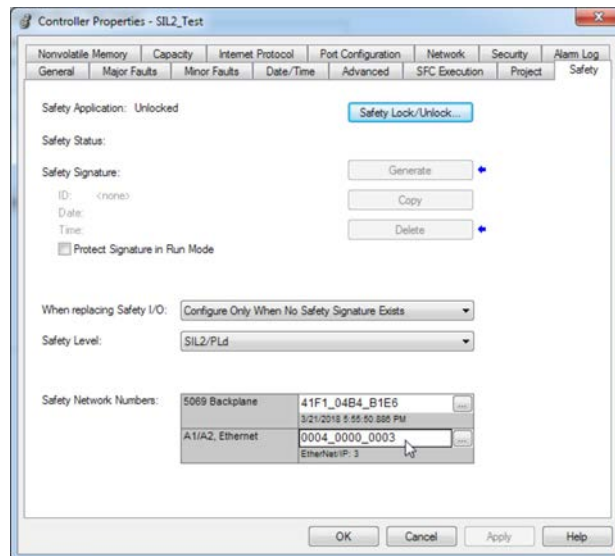 Controller Properties - SIL2_Test
Nonvolatile Memory Capacity Internet Protocol Port Configuration Network Security Alarm Log
General Major Faults Minor Faults Date/Time Advanced SFC Execution Project Safety
Safety Application: Unlocked
Safety Lock/Unlock...
Safety Status:
Safety Signature:
Generate
ID: <none>
Copy
Date:
Time:
Delete
Protect Signature in Run Mode
When replacing Safety I/O: Configure Only When No Safety Signature Exists
Safety Level: SIL2/PLd
Safety Network Numbers: 5069 Backplane 41F1_04B4_B1E6 ...
3/21/2018 5:55:50.886 PM
A1/A2, Ethernet 0004_0000_0003 ...
EtherNet/IP: 3
OK Cancel Apply Help